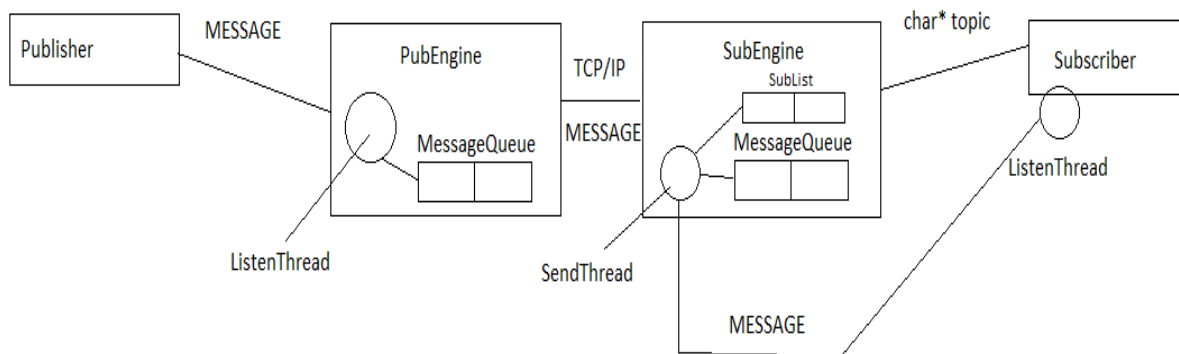 Publisher
MESSAGE
PubEngine
MessageQueue
ListenThread
TCP/IP
MESSAGE
SubEngine
SubList
MessageQueue
SendThread
MESSAGE
char* topic
Subscriber
ListenThread